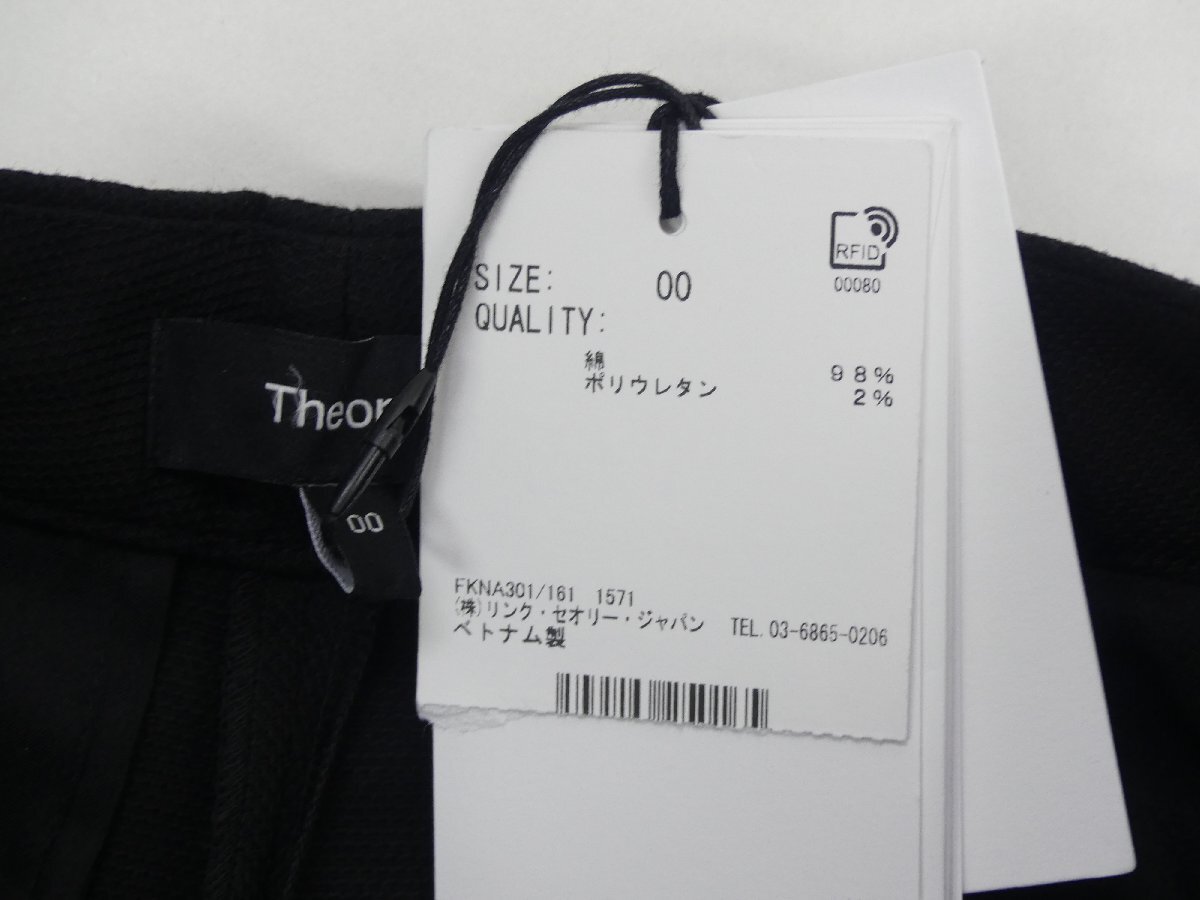 RFID
00080
SIZE: 00
QUALITY:
綿 98%
ポリウレタン 2%
Theor
00
FKNA301/161 1571
(株)リンク・セオリー・ジャパン TEL.03-6865-0206
ベトナム製